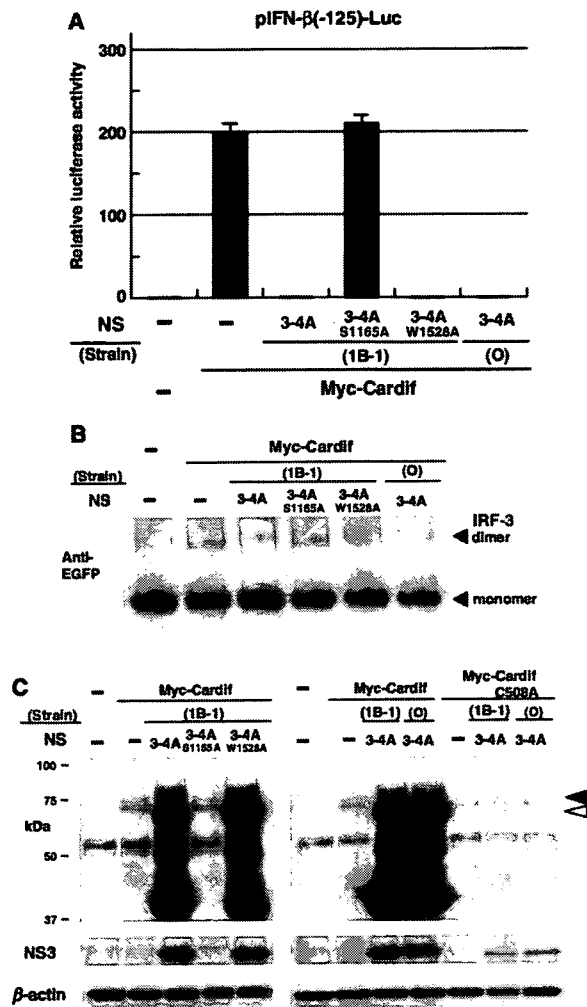 A
pIFN-β(-125)-Luc
Relative luciferase activity
300
200
100
0
NS – – 3-4A 3-4A 3-4A 3-4A
S1165A W1528A
(Strain) (1B-1) (O)
– Myc-Cardif
B
– Myc-Cardif
(Strain) (1B-1) (O)
NS – – 3-4A 3-4A 3-4A 3-4A
S1165A W1528A
Anti-
EGFP
IRF-3
dimer
monomer
C
– Myc-Cardif – Myc-Cardif Myc-Cardif
C508A
(Strain) (1B-1) (1B-1) (O) (1B-1) (O)
NS – – 3-4A 3-4A 3-4A – – 3-4A 3-4A – 3-4A 3-4A
S1165A W1528A
100 –
75 –
kDa
50 –
37 –
NS3
β-actin